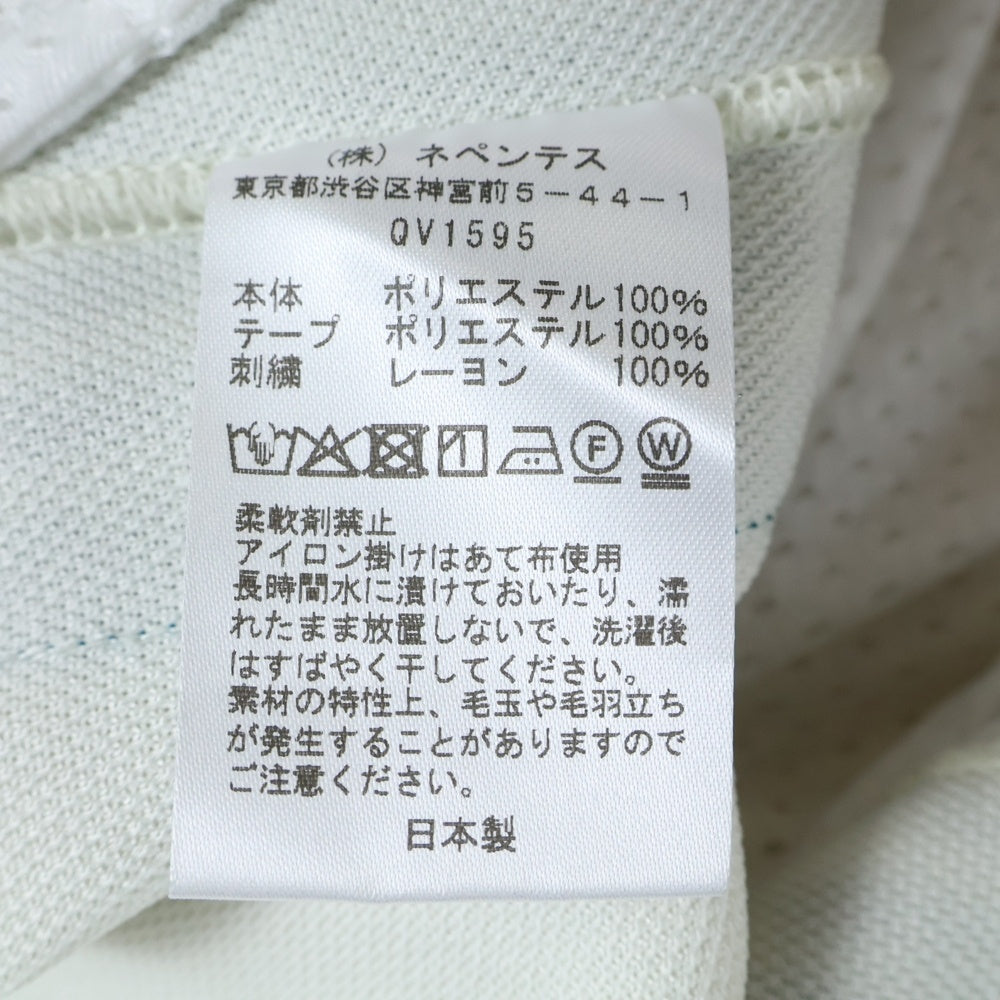 （株）ネペンテス
東京都渋谷区神宮前５－４４－１
QV1595
本体 ポリエステル100%
テープ ポリエステル100%
刺繍 レーヨン 100%
F W
柔軟剤禁止
アイロン掛けはあて布使用
長時間水に漬けておいたり、濡
れたまま放置しないで、洗濯後
はすばやく干してください。
素材の特性上、毛玉や毛羽立ち
が発生することがありますので
ご注意ください。
日本製